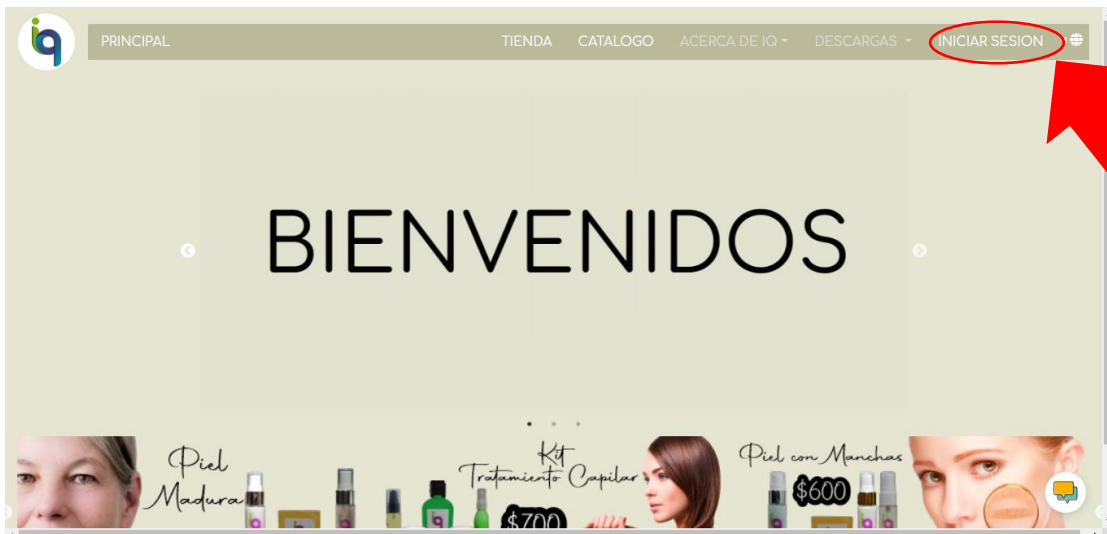 iq
PRINCIPAL
TIENDA
CATALOGO
ACERCA DE IQ
DESCARGAS
INICIAR SESION
BIENVENIDOS
Piel
Madura
Kit
Tratamiento Capilar
$700
Piel con Manchas
$600